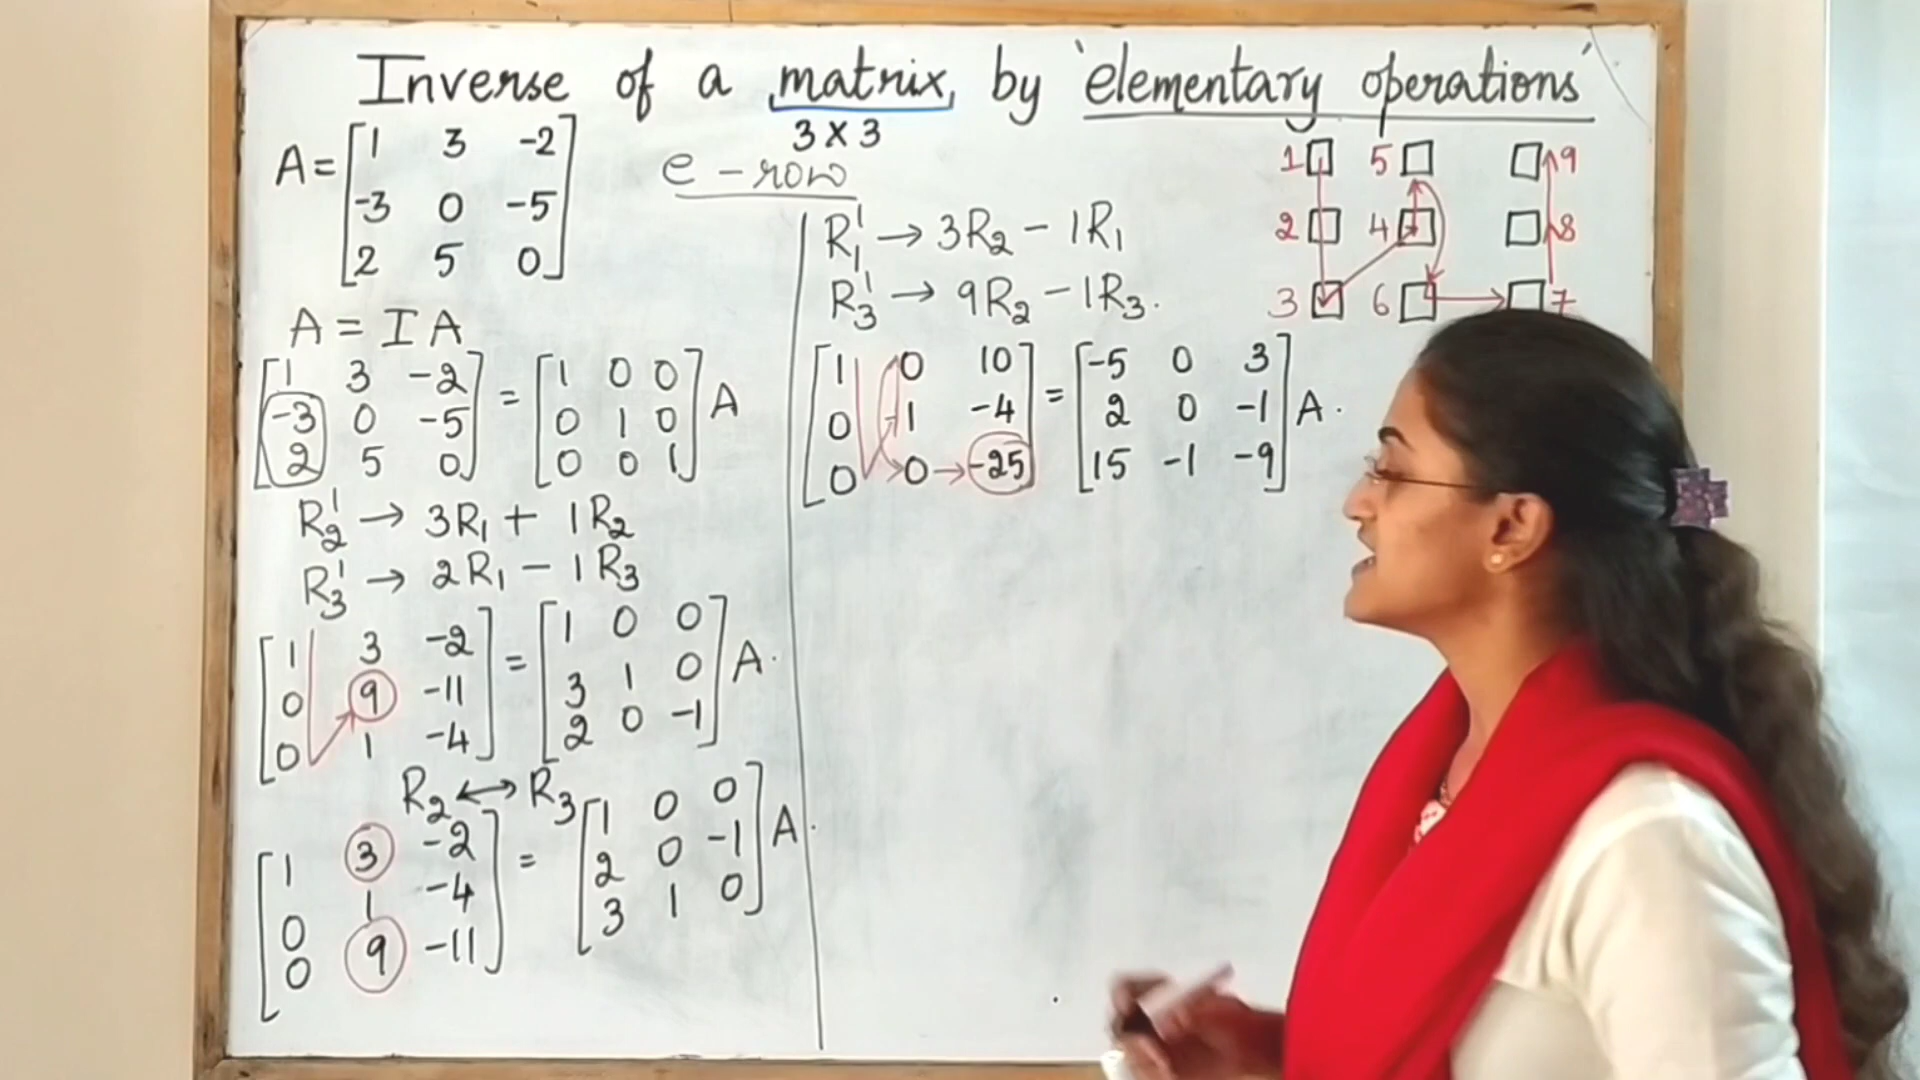 Inverse of a matrix, by 'elementary operations'
3 X 3
A = [1 3 -2
-3 0 -5
2 5 0]
e - row
A = I A
[1 3 -2 = [1 0 0
-3 0 -5 0 1 0 A
2 5 0] 0 0 1]
R₂' → 3R₁ + 1R₂
R₃' → 2R₁ - 1R₃
[1 3 -2 = [1 0 0
0 9 -11 3 1 0 A.
0 1 -4] 2 0 -1]
R₂ ↔ R₃
[1 3 -2 = [1 0 0
0 1 -4 2 0 -1 A.
0 9 -11] 3 1 0]
R₁' → 3R₂ - 1R₁
R₃' → 9R₂ - 1R₃.
[1 0 10 = [-5 0 3
0 1 -4 2 0 -1 A.
0 0 → -25] 15 -1 -9]
1 5 9
2 4 8
3 6 7